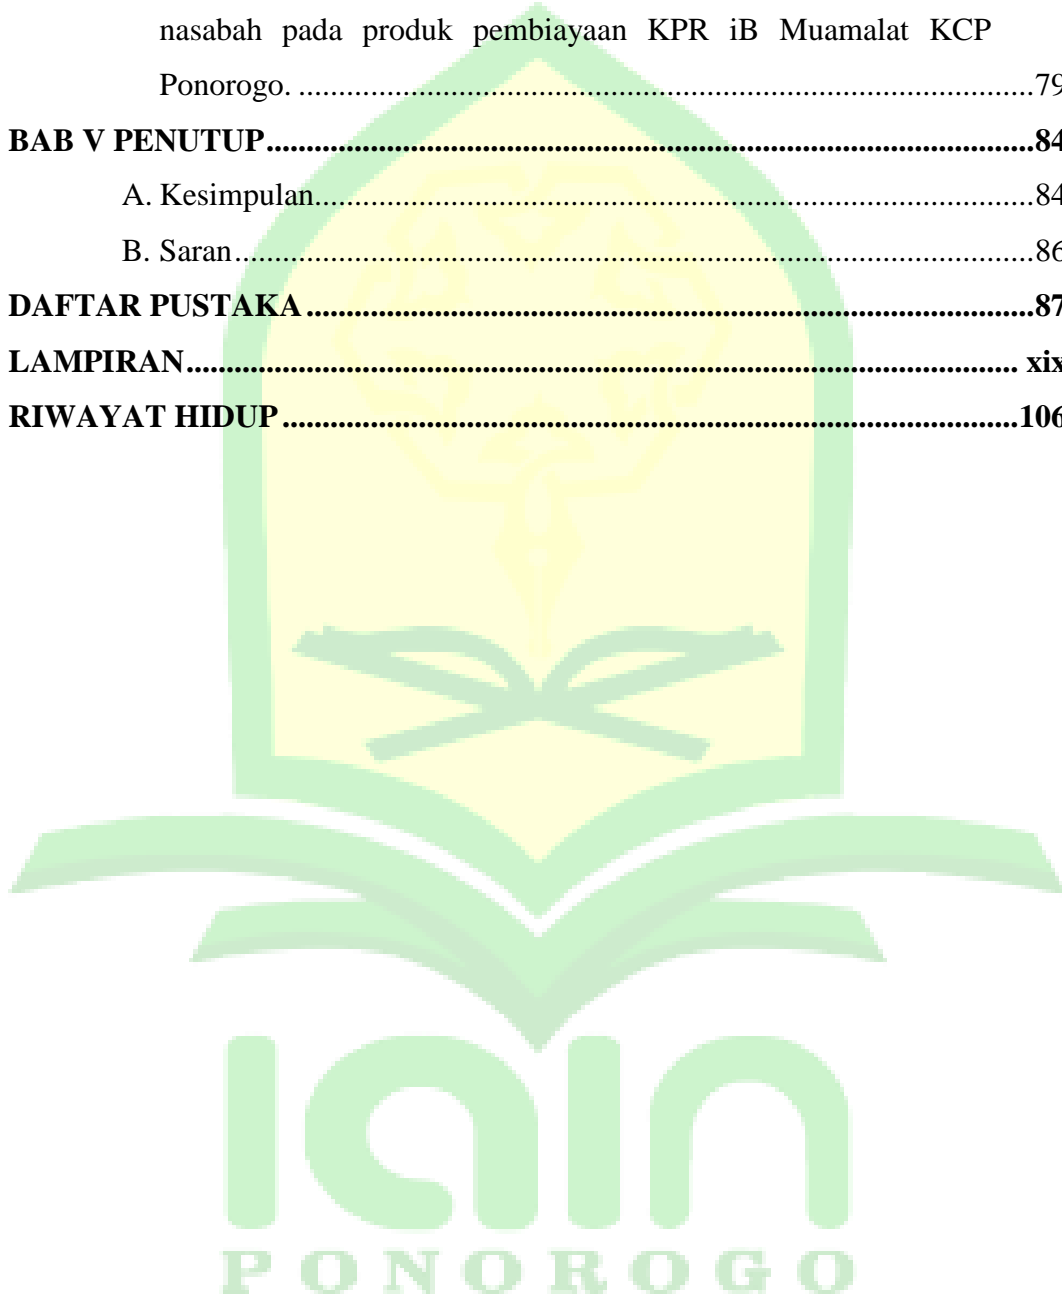 nasabah pada produk pembiayaan KPR iB Muamalat KCP
Ponorogo. ........................................................................................79
BAB V PENUTUP................................................................................84
A. Kesimpulan.....................................................................................84
B. Saran...............................................................................................86
DAFTAR PUSTAKA ...........................................................................87
LAMPIRAN........................................................................................ xix
RIWAYAT HIDUP .............................................................................106
iain
PONOROGO